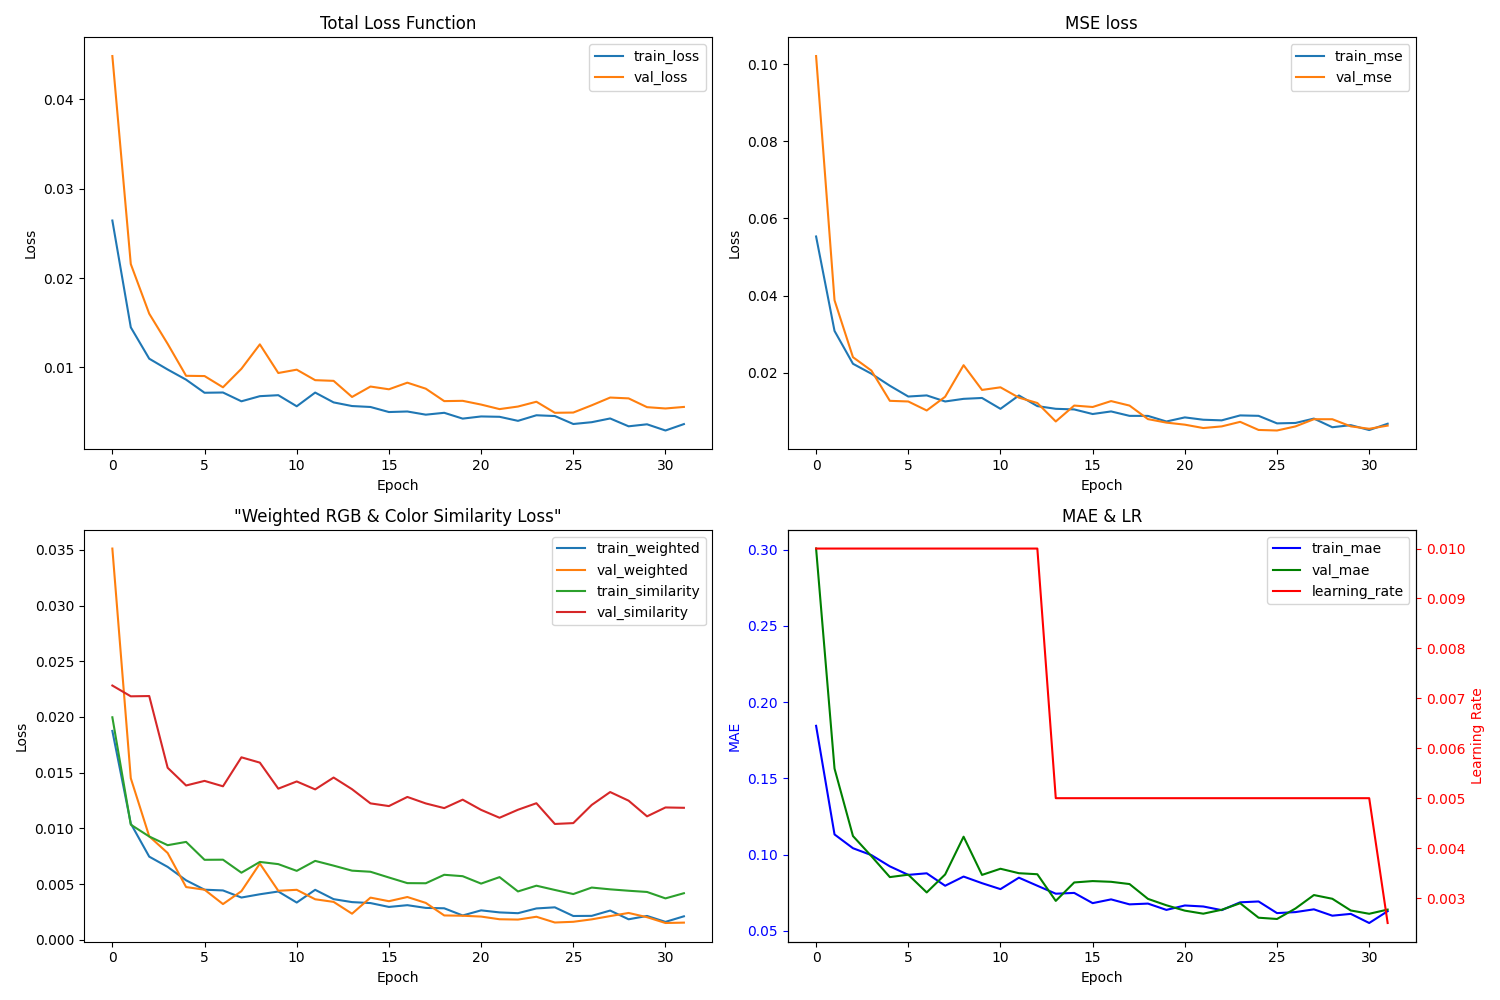 Total Loss Function
train_loss
val_loss
0.04
0.03
0.02
0.01
Loss
0 5 10 15 20 25 30
Epoch
MSE loss
train_mse
val_mse
0.10
0.08
0.06
0.04
0.02
Loss
0 5 10 15 20 25 30
Epoch
"Weighted RGB & Color Similarity Loss"
train_weighted
val_weighted
train_similarity
val_similarity
0.035
0.030
0.025
0.020
0.015
0.010
0.005
0.000
Loss
0 5 10 15 20 25 30
Epoch
MAE & LR
train_mae
val_mae
learning_rate
0.30
0.25
0.20
0.15
0.10
0.05
MAE
0.010
0.009
0.008
0.007
0.006
0.005
0.004
0.003
Learning Rate
0 5 10 15 20 25 30
Epoch